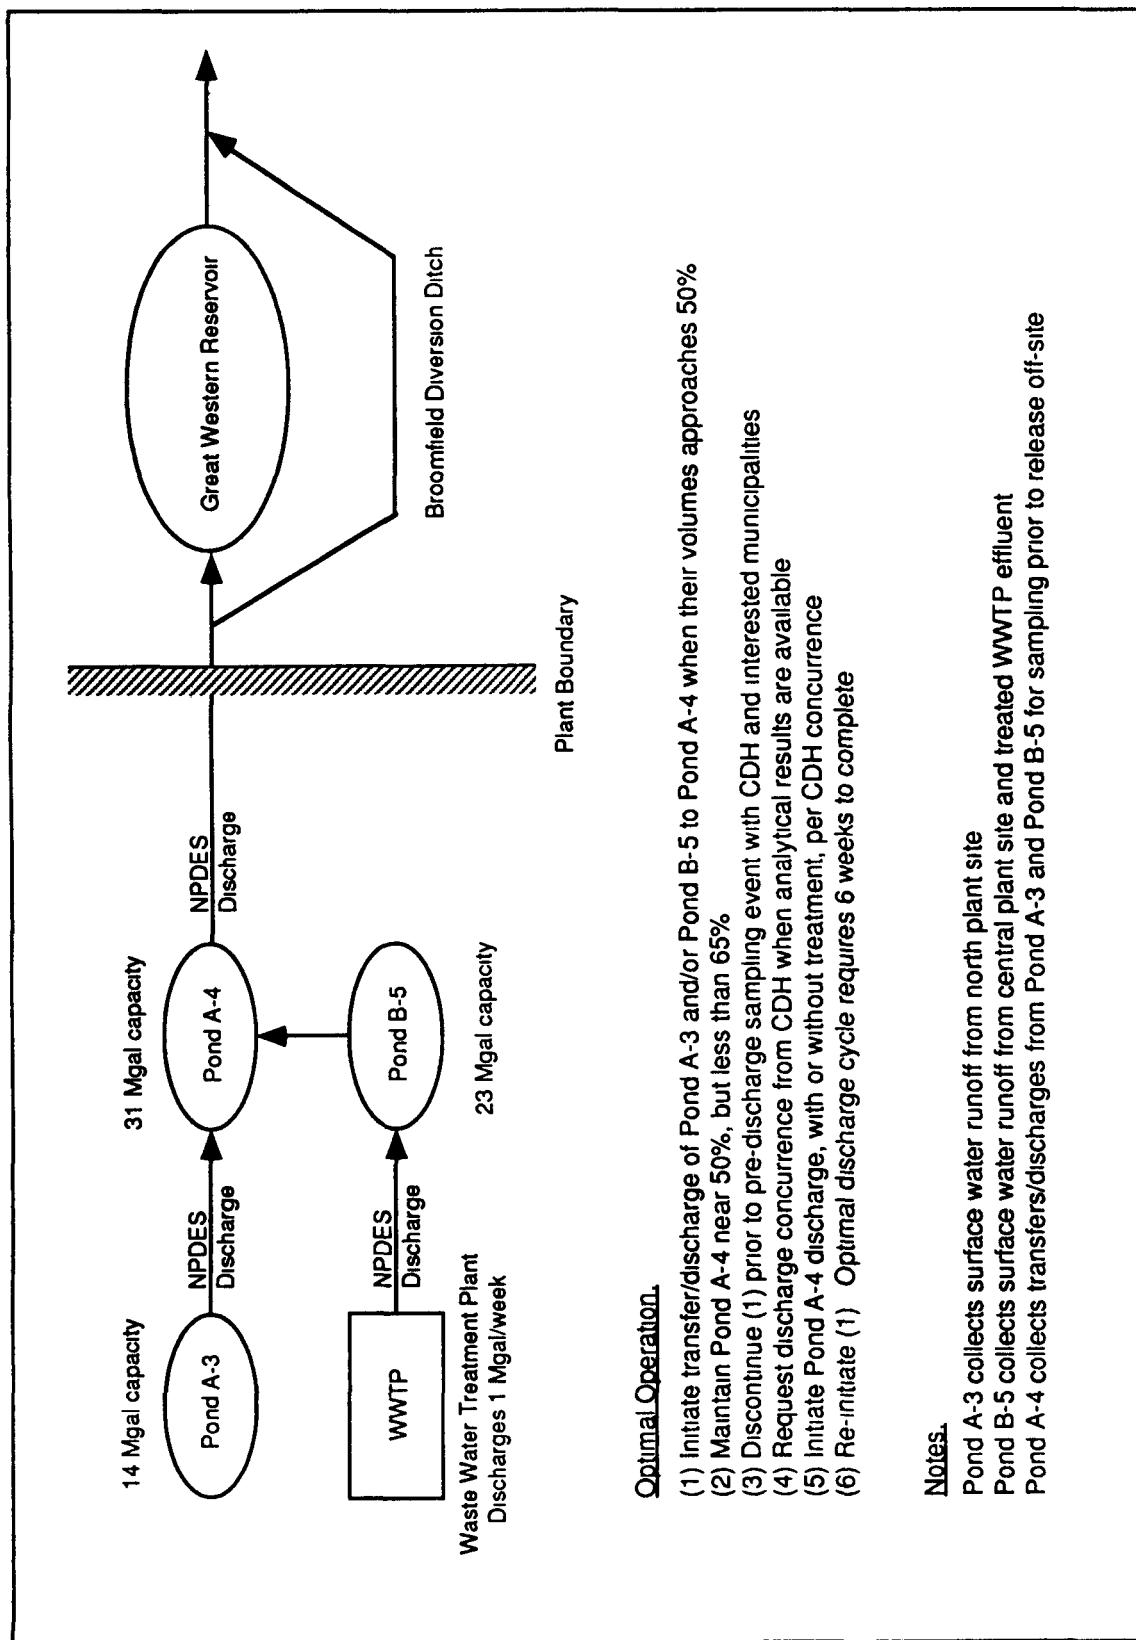 14 Mgal capacity
Pond A-3
NPDES
Discharge
31 Mgal capacity
Pond A-4
NPDES
Discharge
Great Western Reservoir
WWTP
Waste Water Treatment Plant
Discharges 1 Mgal/week
NPDES
Discharge
Pond B-5
23 Mgal capacity
Plant Boundary
Broomfield Diversion Ditch
Optimal Operation
(1) Initiate transfer/discharge of Pond A-3 and/or Pond B-5 to Pond A-4 when their volumes approaches 50%
(2) Maintain Pond A-4 near 50%, but less than 65%
(3) Discontinue (1) prior to pre-discharge sampling event with CDH and interested municipalities
(4) Request discharge concurrence from CDH when analytical results are available
(5) Initiate Pond A-4 discharge, with or without treatment, per CDH concurrence
(6) Re-initiate (1) Optimal discharge cycle requires 6 weeks to complete
Notes.
Pond A-3 collects surface water runoff from north plant site
Pond B-5 collects surface water runoff from central plant site and treated WWTP effluent
Pond A-4 collects transfers/discharges from Pond A-3 and Pond B-5 for sampling prior to release off-site